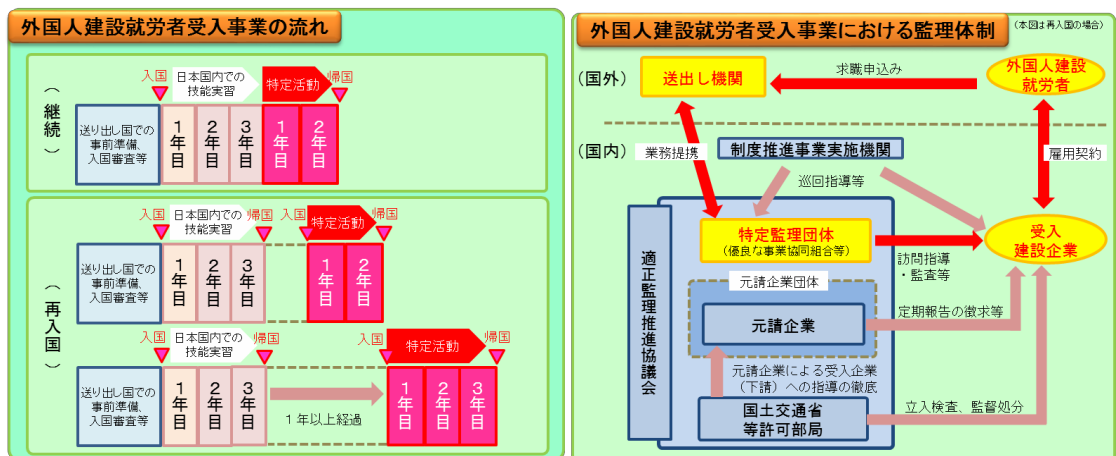 外国人建設就労者受入事業の流れ
（継続）
入国
日本国内での
技能実習
特定活動
帰国
送り出し国での
事前準備、
入国審査等
1年目
2年目
3年目
1年目
2年目
（再入国）
入国
日本国内での
技能実習
帰国
入国
特定活動
帰国
送り出し国での
事前準備、
入国審査等
1年目
2年目
3年目
1年目
2年目
入国
日本国内での
技能実習
帰国
入国
特定活動
帰国
送り出し国での
事前準備、
入国審査等
1年目
2年目
3年目
1年以上経過
1年目
2年目
3年目
外国人建設就労者受入事業における監理体制
（本図は再入国の場合）
（国外）
送出し機関
求職申込み
外国人建設
就労者
（国内）
業務提携
制度推進事業実施機関
雇用契約
巡回指導等
適正監理推進協議会
特定監理団体
（優良な事業協同組合等）
受入
建設企業
訪問指導
・監査等
元請企業団体
元請企業
定期報告の徴求等
元請企業による受入企業
（下請）への指導の徹底
国土交通省
等許可部局
立入検査、監督処分